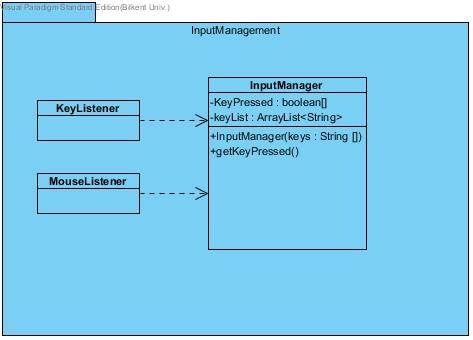 Visual Paradigm Standard Edition(Bilkent Univ.)
InputManagement
InputManager
-KeyPressed : boolean[]
-keyList : ArrayList<String>
+InputManager(keys : String [])
+getKeyPressed()
KeyListener
MouseListener